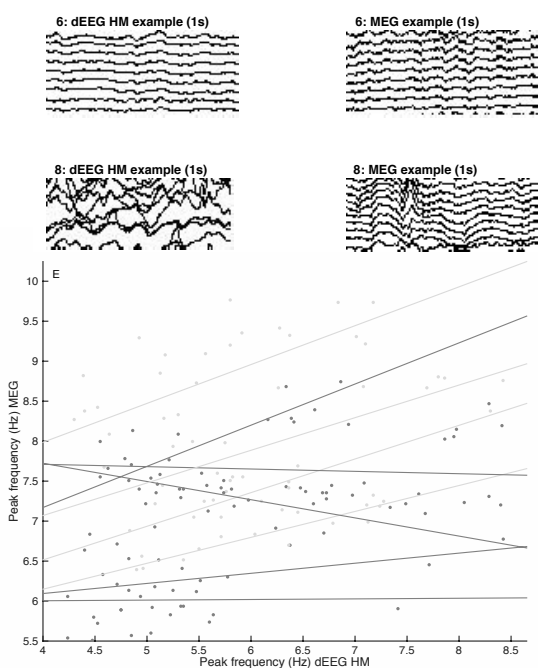 6: dEEG HM example (1s)
6: MEG example (1s)
8: dEEG HM example (1s)
8: MEG example (1s)
E
10
9.5
9
8.5
8
7.5
7
6.5
6
5.5
Peak frequency (Hz) MEG
4
4.5
5
5.5
6
6.5
7
7.5
8
8.5
Peak frequency (Hz) dEEG HM